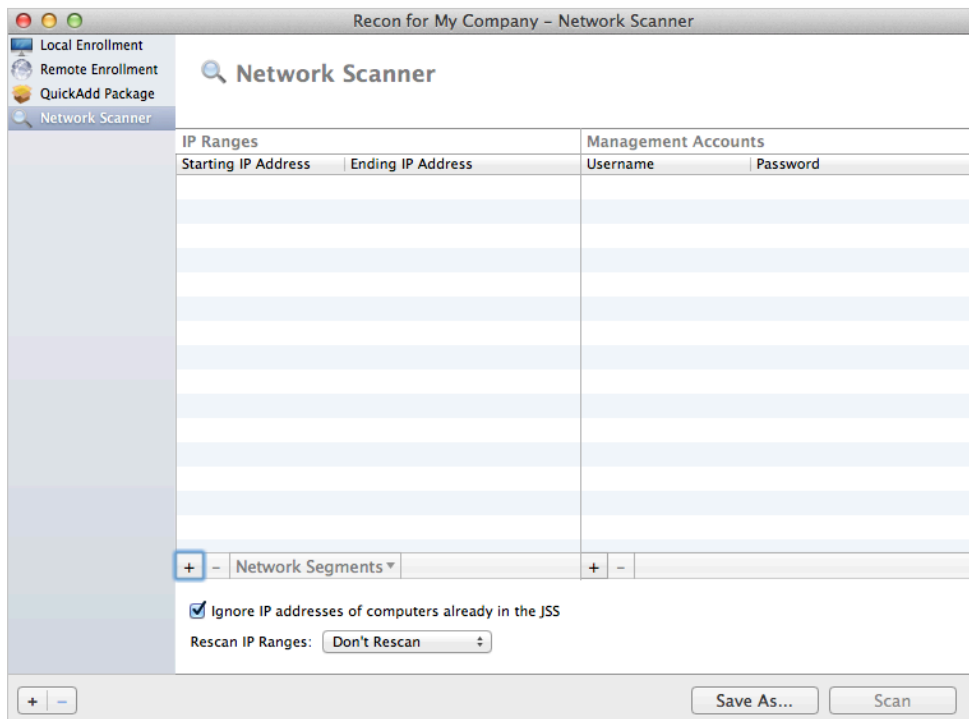 Recon for My Company – Network Scanner
Local Enrollment
Remote Enrollment
QuickAdd Package
Network Scanner
Network Scanner
IP Ranges
Management Accounts
Starting IP Address
Ending IP Address
Username
Password
+ – Network Segments
+ –
Ignore IP addresses of computers already in the JSS
Rescan IP Ranges: Don't Rescan
+ –
Save As...
Scan